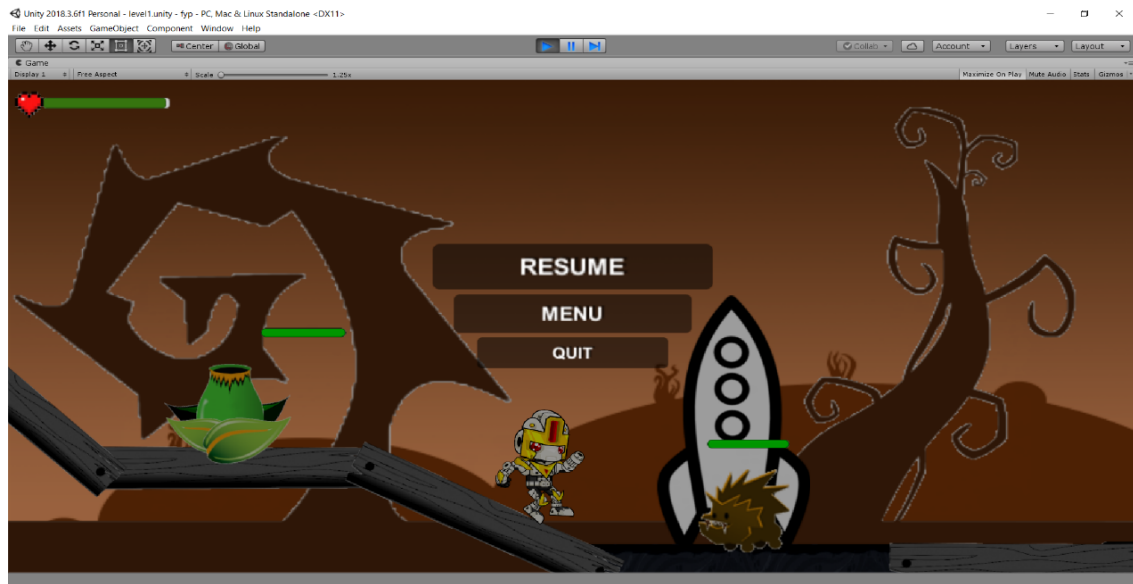 Unity 2018.3.6f1 Personal - level1.unity - fyp - PC, Mac & Linux Standalone <DX11>
File Edit Assets GameObject Component Window Help
Center Global Collab Account Layers Layout
Game
Display 1 Free Aspect Scale 1.25x Maximize On Play Mute Audio Stats Gizmos
RESUME
MENU
QUIT